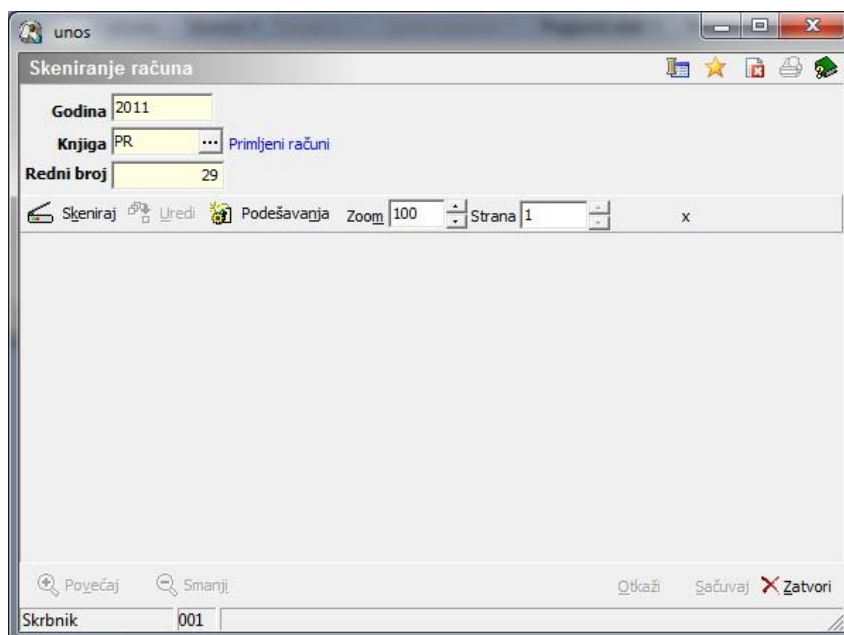 unos
Skeniranje računa
Godina 2011
Knjiga PR ... Primljeni računi
Redni broj 29
Skeniraj Uredi Podešavanja Zoom 100 Strana 1 x
Povećaj Smanji Otkaži Sačuvaj Zatvori
Skrbnik 001